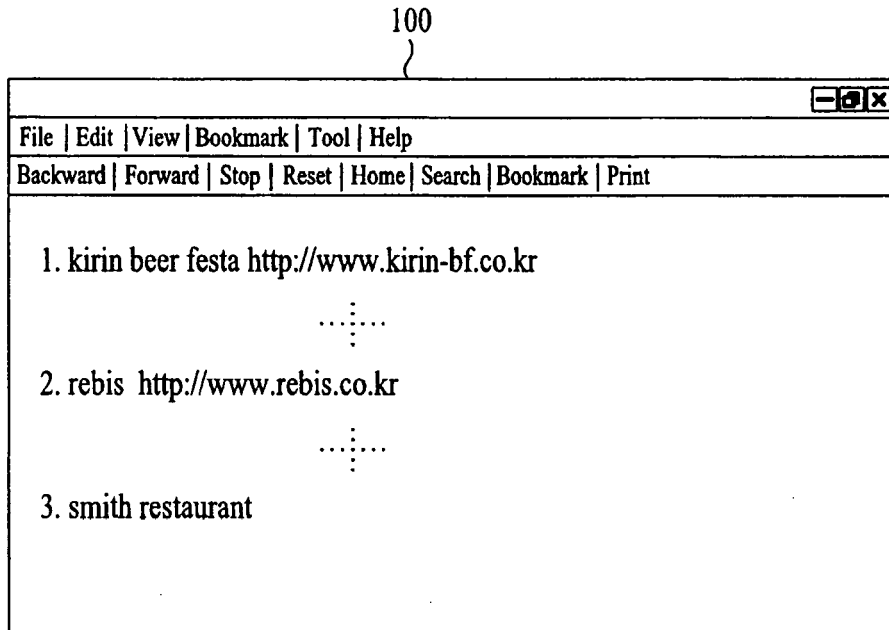 100
File | Edit | View | Bookmark | Tool | Help
Backward | Forward | Stop | Reset | Home | Search | Bookmark | Print
1. kirin beer festa http://www.kirin-bf.co.kr
2. rebis http://www.rebis.co.kr
3. smith restaurant